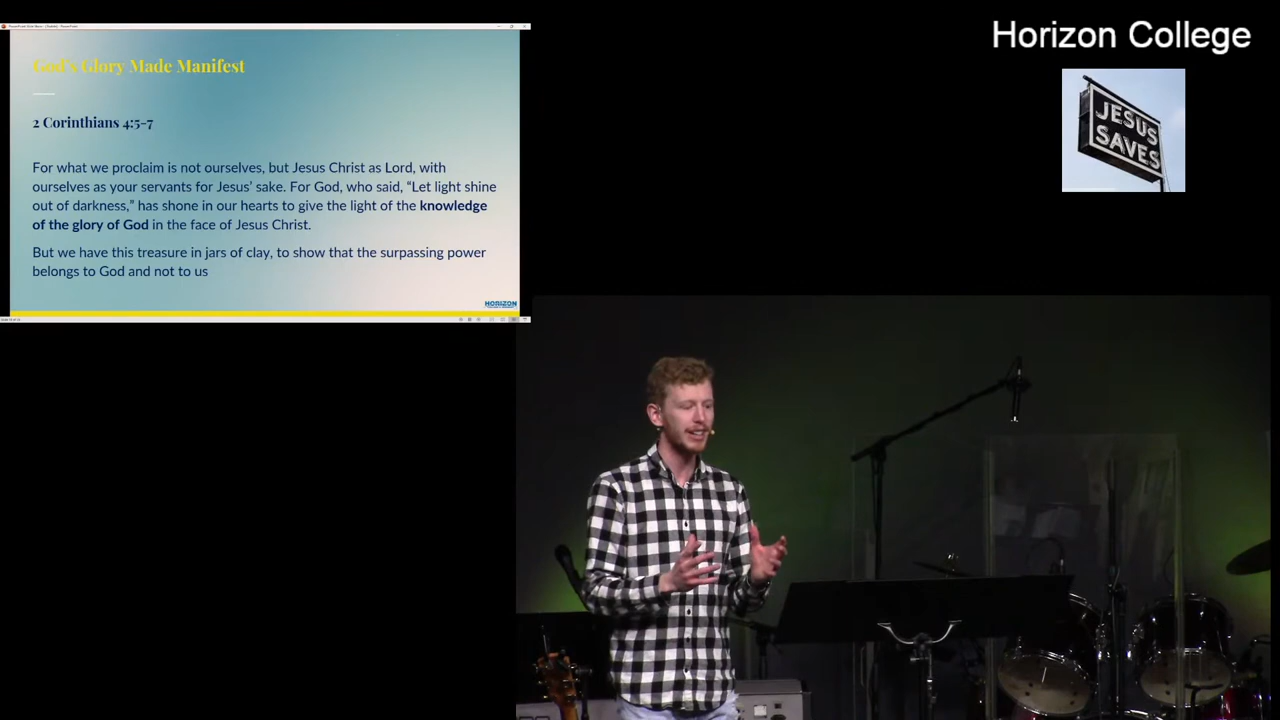 God's Glory Made Manifest
2 Corinthians 4:5-7
For what we proclaim is not ourselves, but Jesus Christ as Lord, with
ourselves as your servants for Jesus' sake. For God, who said, “Let light shine
out of darkness,” has shone in our hearts to give the light of the knowledge
of the glory of God in the face of Jesus Christ.
But we have this treasure in jars of clay, to show that the surpassing power
belongs to God and not to us
HORIZON
Horizon College
JESUS
SAVES